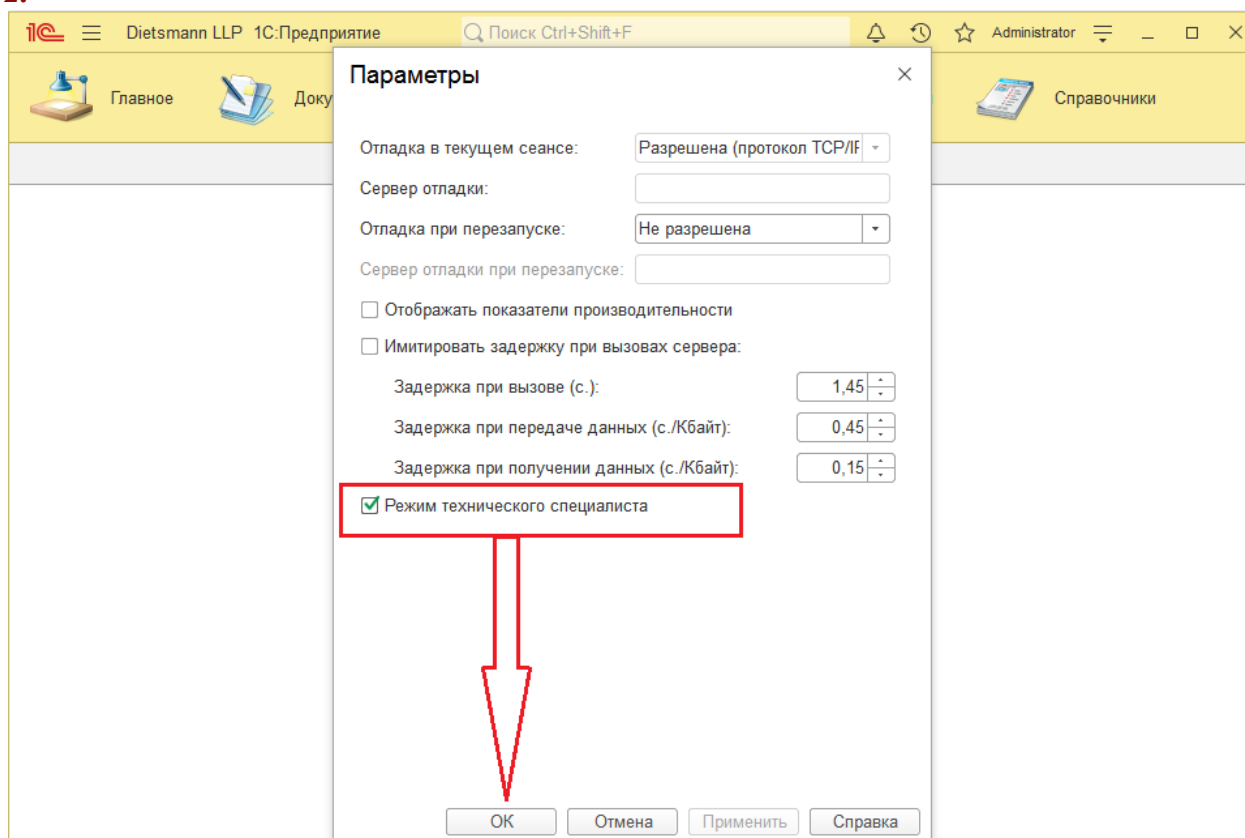 2.
1С Dietsmann LLP 1С:Предприятие Поиск Ctrl+Shift+F Administrator
Главное Доку Справочники
Параметры
Отладка в текущем сеансе: Разрешена (протокол TCP/IP
Сервер отладки:
Отладка при перезапуске: Не разрешена
Сервер отладки при перезапуске:
Отображать показатели производительности
Имитировать задержку при вызовах сервера:
Задержка при вызове (с.): 1,45
Задержка при передаче данных (с./Кбайт): 0,45
Задержка при получении данных (с./Кбайт): 0,15
Режим технического специалиста
ОК Отмена Применить Справка